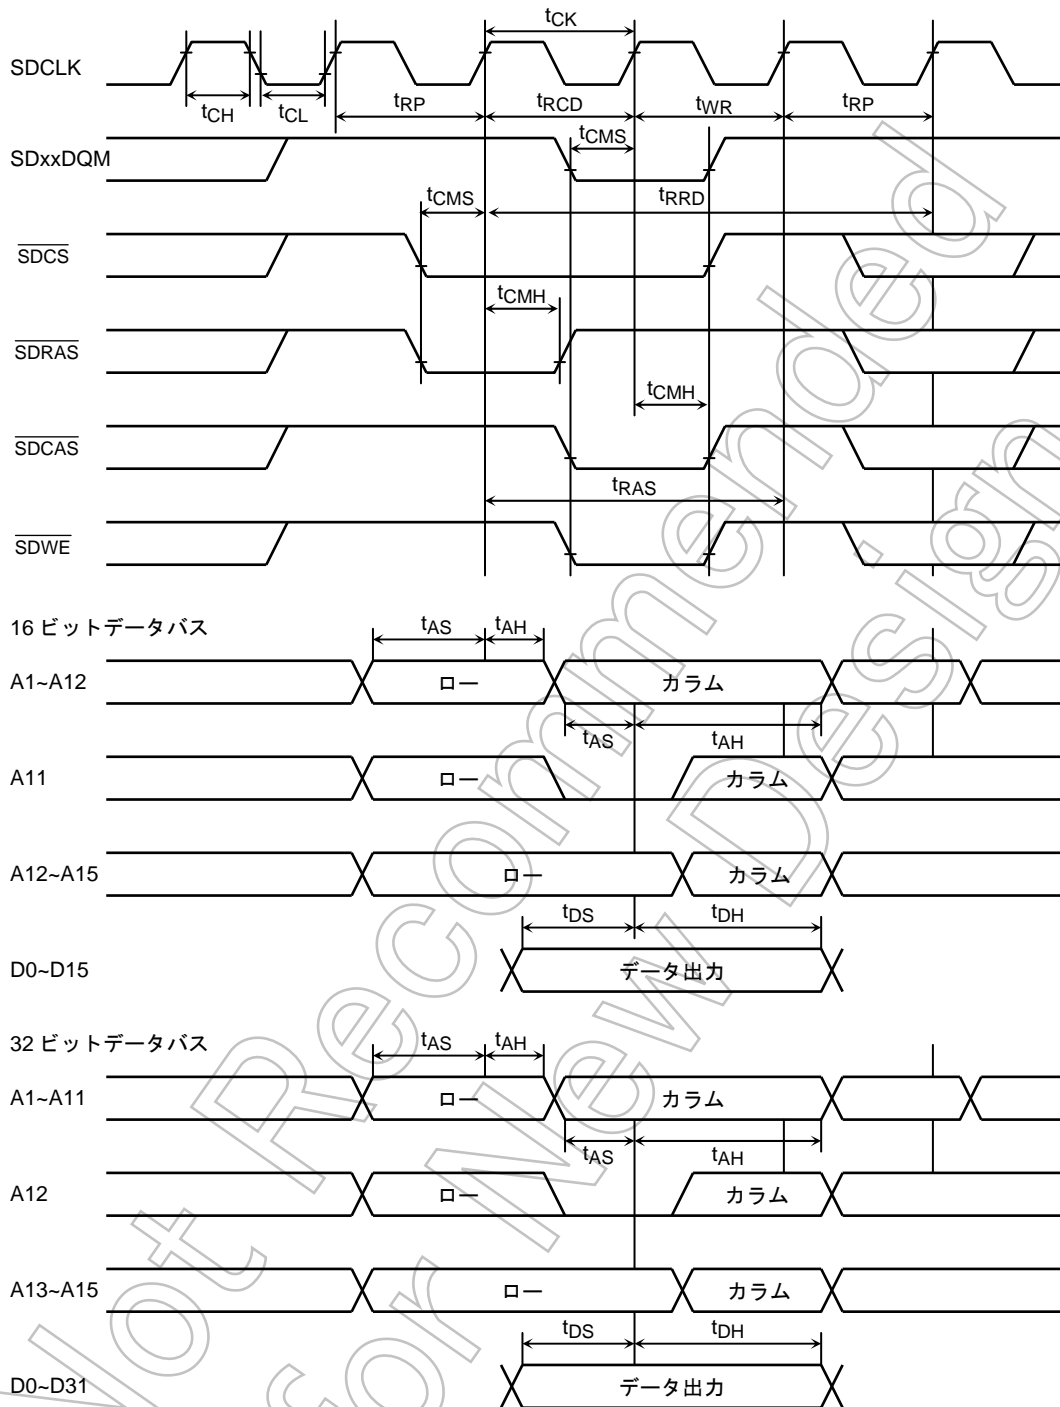 tCK
SDCLK
tCH tCL tRP tRCD tWR tRP
SDxxDQM tCMS
tCMS tRRD
SDCS
tCMH
SDRAS
tCMH
SDCAS
tRAS
SDWE
16 ビットデータバス tAS tAH
A1~A12 ロー カラム
tAS tAH
A11 ロー カラム
A12~A15 ロー カラム
tDS tDH
D0~D15 データ出力
32 ビットデータバス tAS tAH
A1~A11 ロー カラム
tAS tAH
A12 ロー カラム
A13~A15 ロー カラム
tDS tDH
D0~D31 データ出力
Not Recommended
for New Design